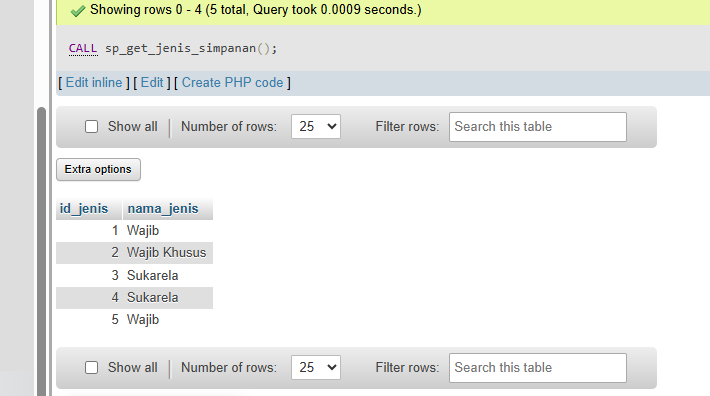 Showing rows 0 - 4 (5 total, Query took 0.0009 seconds.)
CALL sp_get_jenis_simpanan();
[ Edit inline ] [ Edit ] [ Create PHP code ]
Show all Number of rows: 25 Filter rows: Search this table
Extra options
id_jenis nama_jenis
1 Wajib
2 Wajib Khusus
3 Sukarela
4 Sukarela
5 Wajib
Show all Number of rows: 25 Filter rows: Search this table